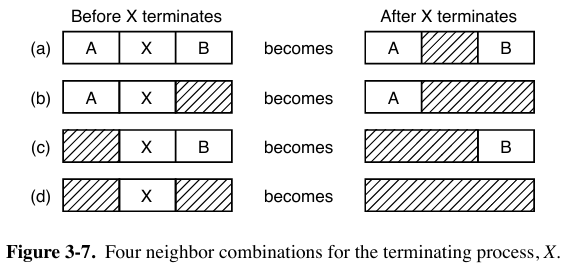 Before X terminates After X terminates
(a) A X B becomes A B
(b) A X becomes A
(c) X B becomes B
(d) X becomes
Figure 3-7. Four neighbor combinations for the terminating process, X.